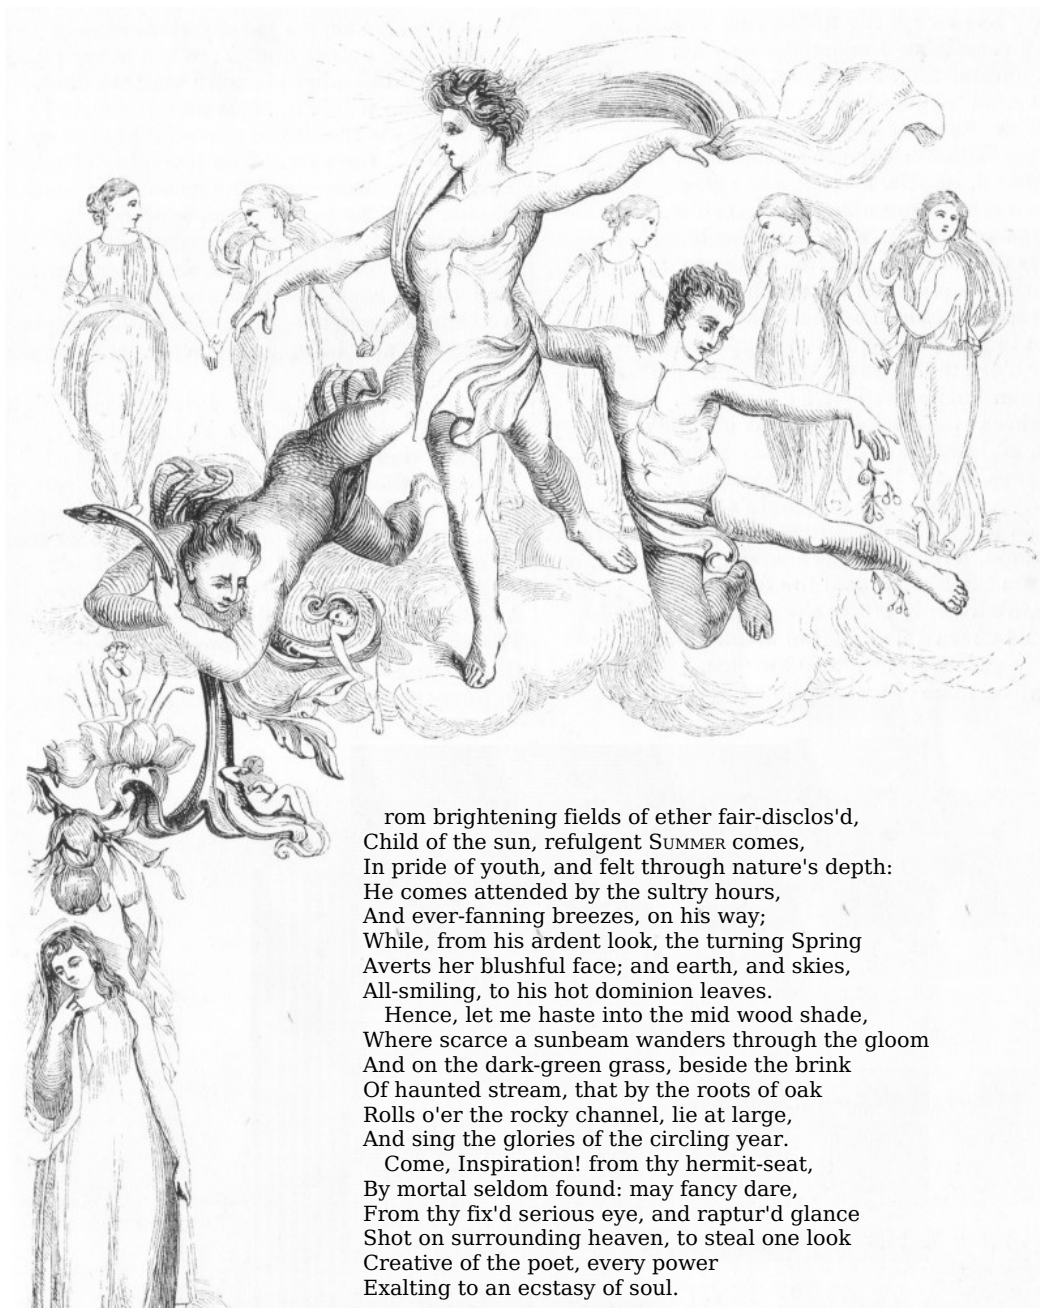 rom brightening fields of ether fair-disclos'd,
Child of the sun, refulgent Summer comes,
In pride of youth, and felt through nature's depth:
He comes attended by the sultry hours,
And ever-fanning breezes, on his way;
While, from his ardent look, the turning Spring
Averts her blushful face; and earth, and skies,
All-smiling, to his hot dominion leaves.
Hence, let me haste into the mid wood shade,
Where scarce a sunbeam wanders through the gloom
And on the dark-green grass, beside the brink
Of haunted stream, that by the roots of oak
Rolls o'er the rocky channel, lie at large,
And sing the glories of the circling year.
Come, Inspiration! from thy hermit-seat,
By mortal seldom found: may fancy dare,
From thy fix'd serious eye, and raptur'd glance
Shot on surrounding heaven, to steal one look
Creative of the poet, every power
Exalting to an ecstasy of soul.